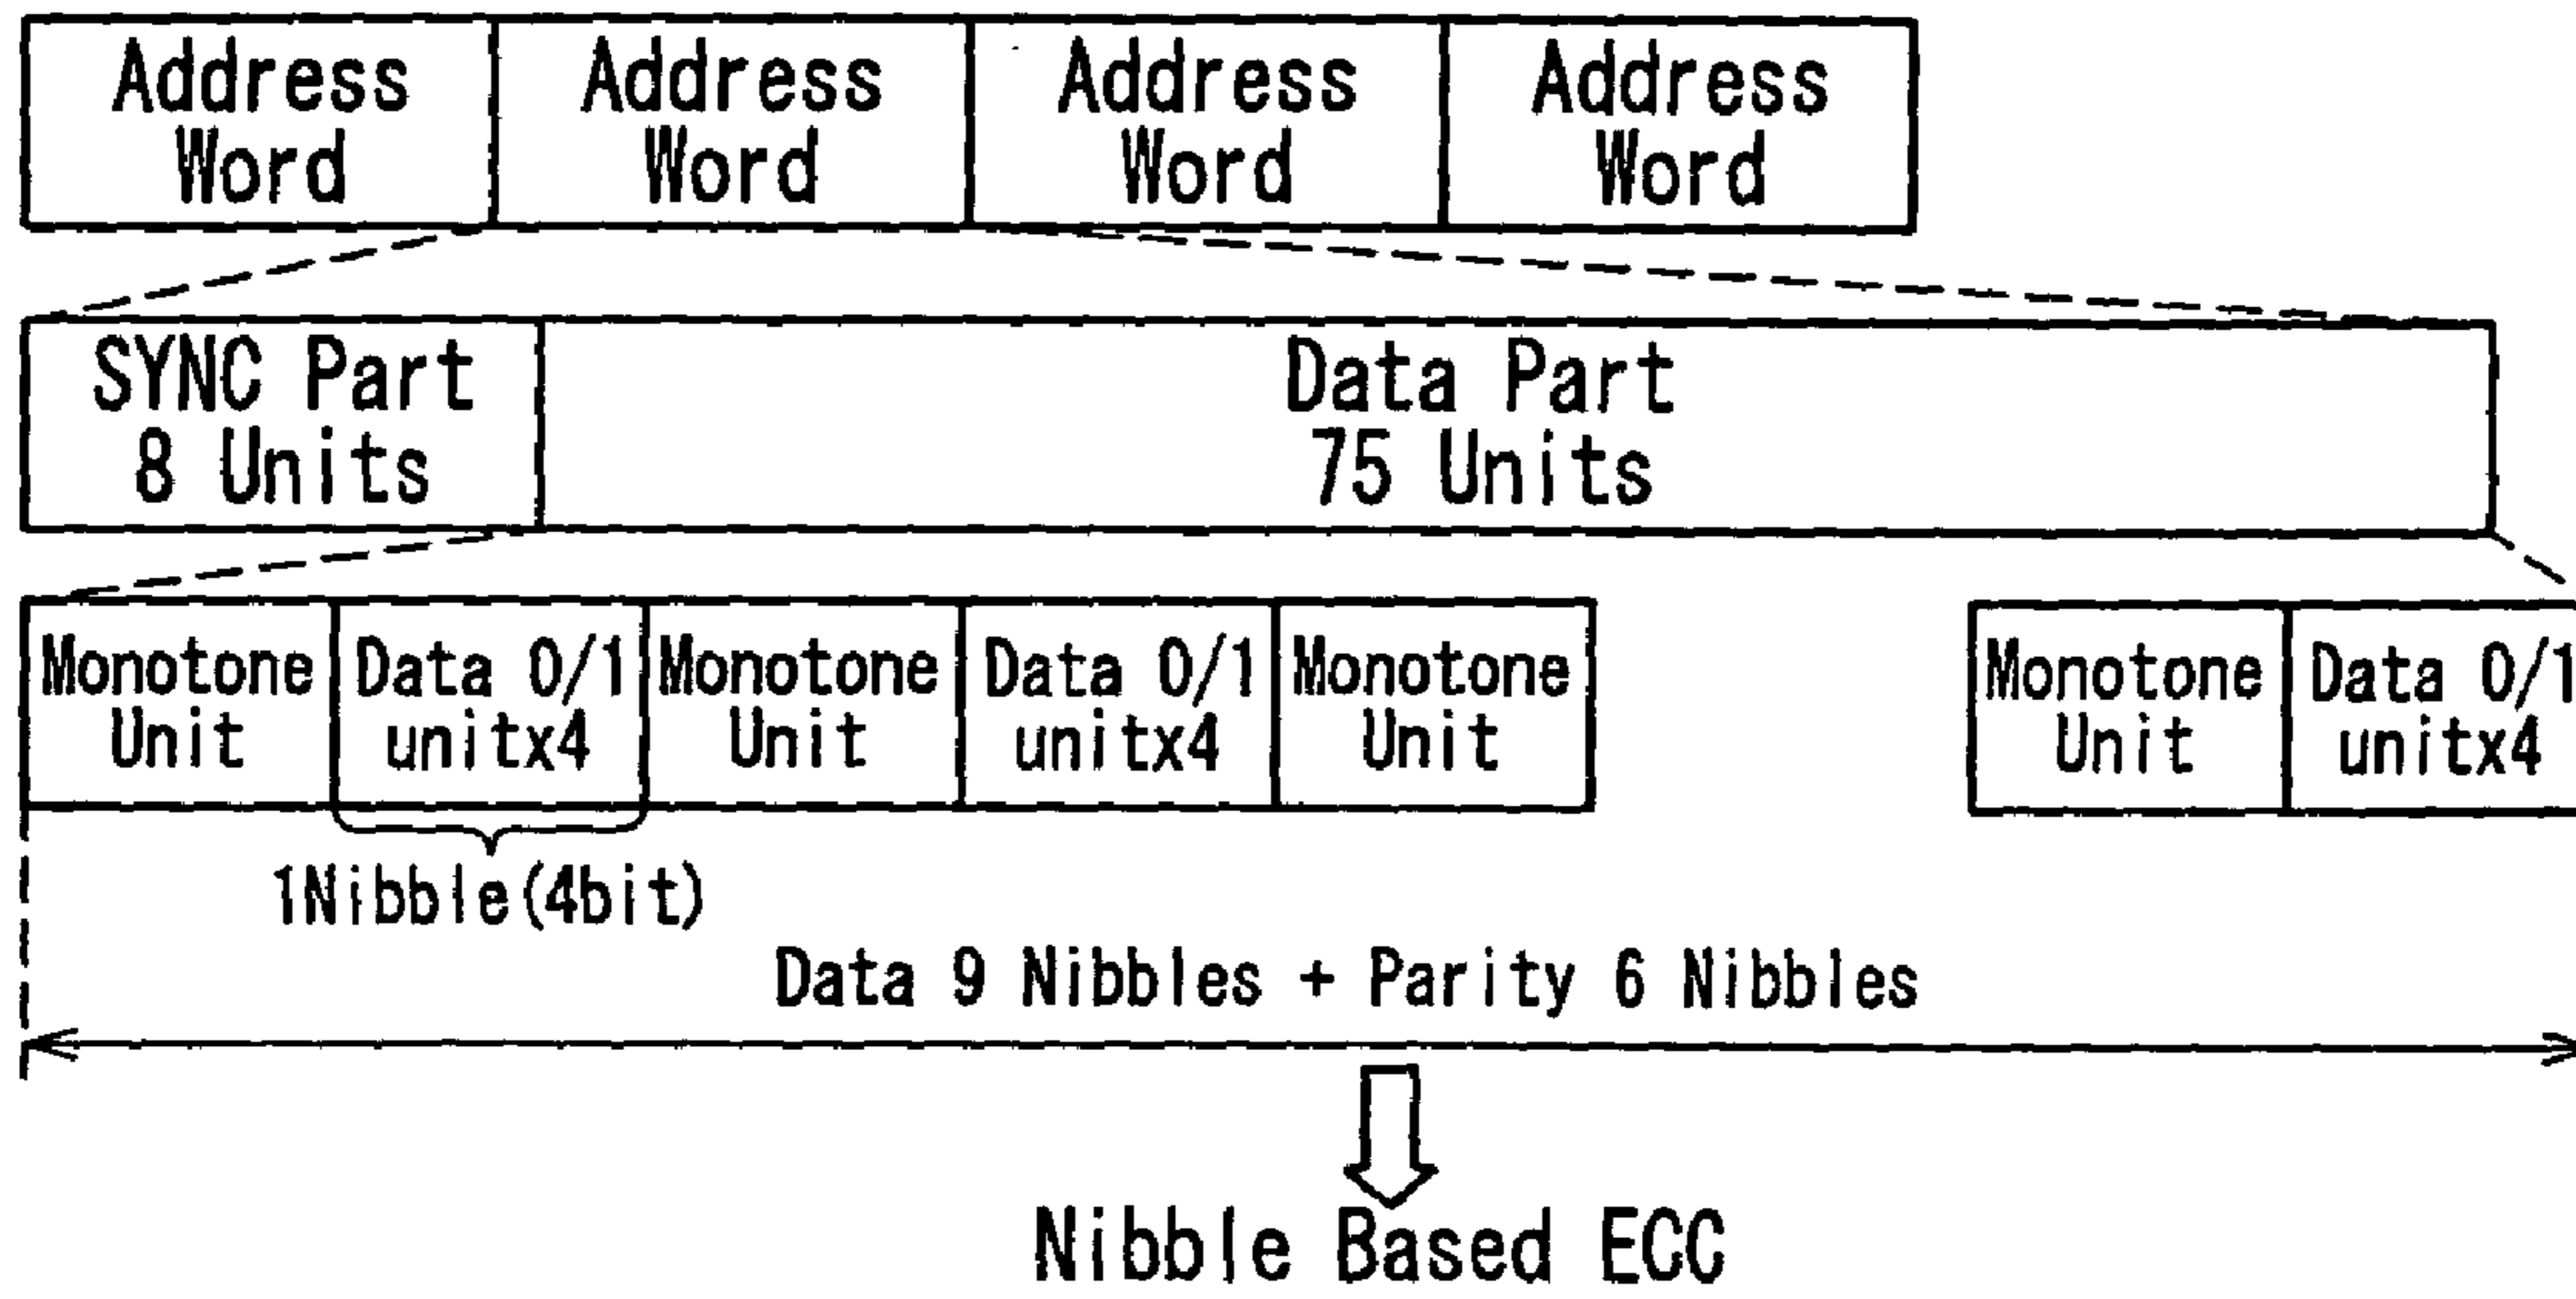 Address Word
Address Word
Address Word
Address Word
SYNC Part
8 Units
Data Part
75 Units
Monotone Unit
Data 0/1 unitx4
Monotone Unit
Data 0/1 unitx4
Monotone Unit
Monotone Unit
Data 0/1 unitx4
1Nibble(4bit)
Data 9 Nibbles + Parity 6 Nibbles
Nibble Based ECC